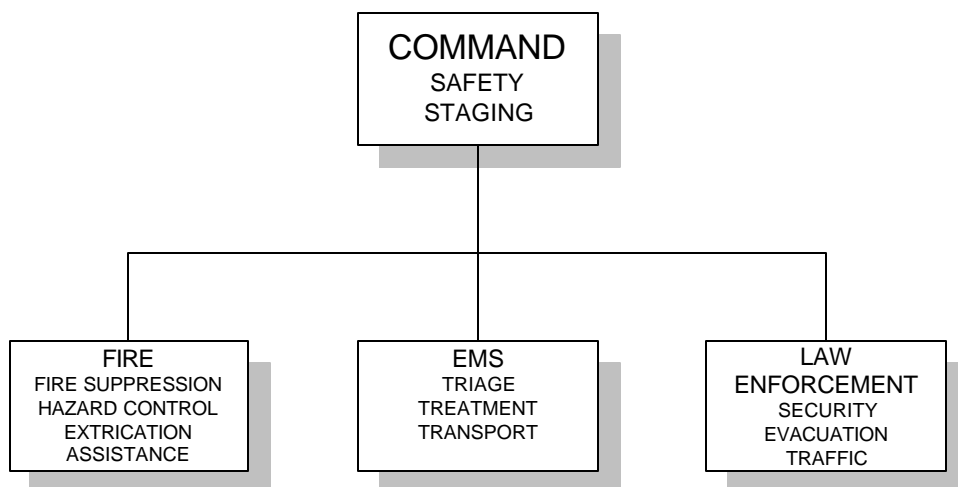 COMMAND
SAFETY
STAGING
FIRE
FIRE SUPPRESSION
HAZARD CONTROL
EXTRICATION
ASSISTANCE
EMS
TRIAGE
TREATMENT
TRANSPORT
LAW
ENFORCEMENT
SECURITY
EVACUATION
TRAFFIC